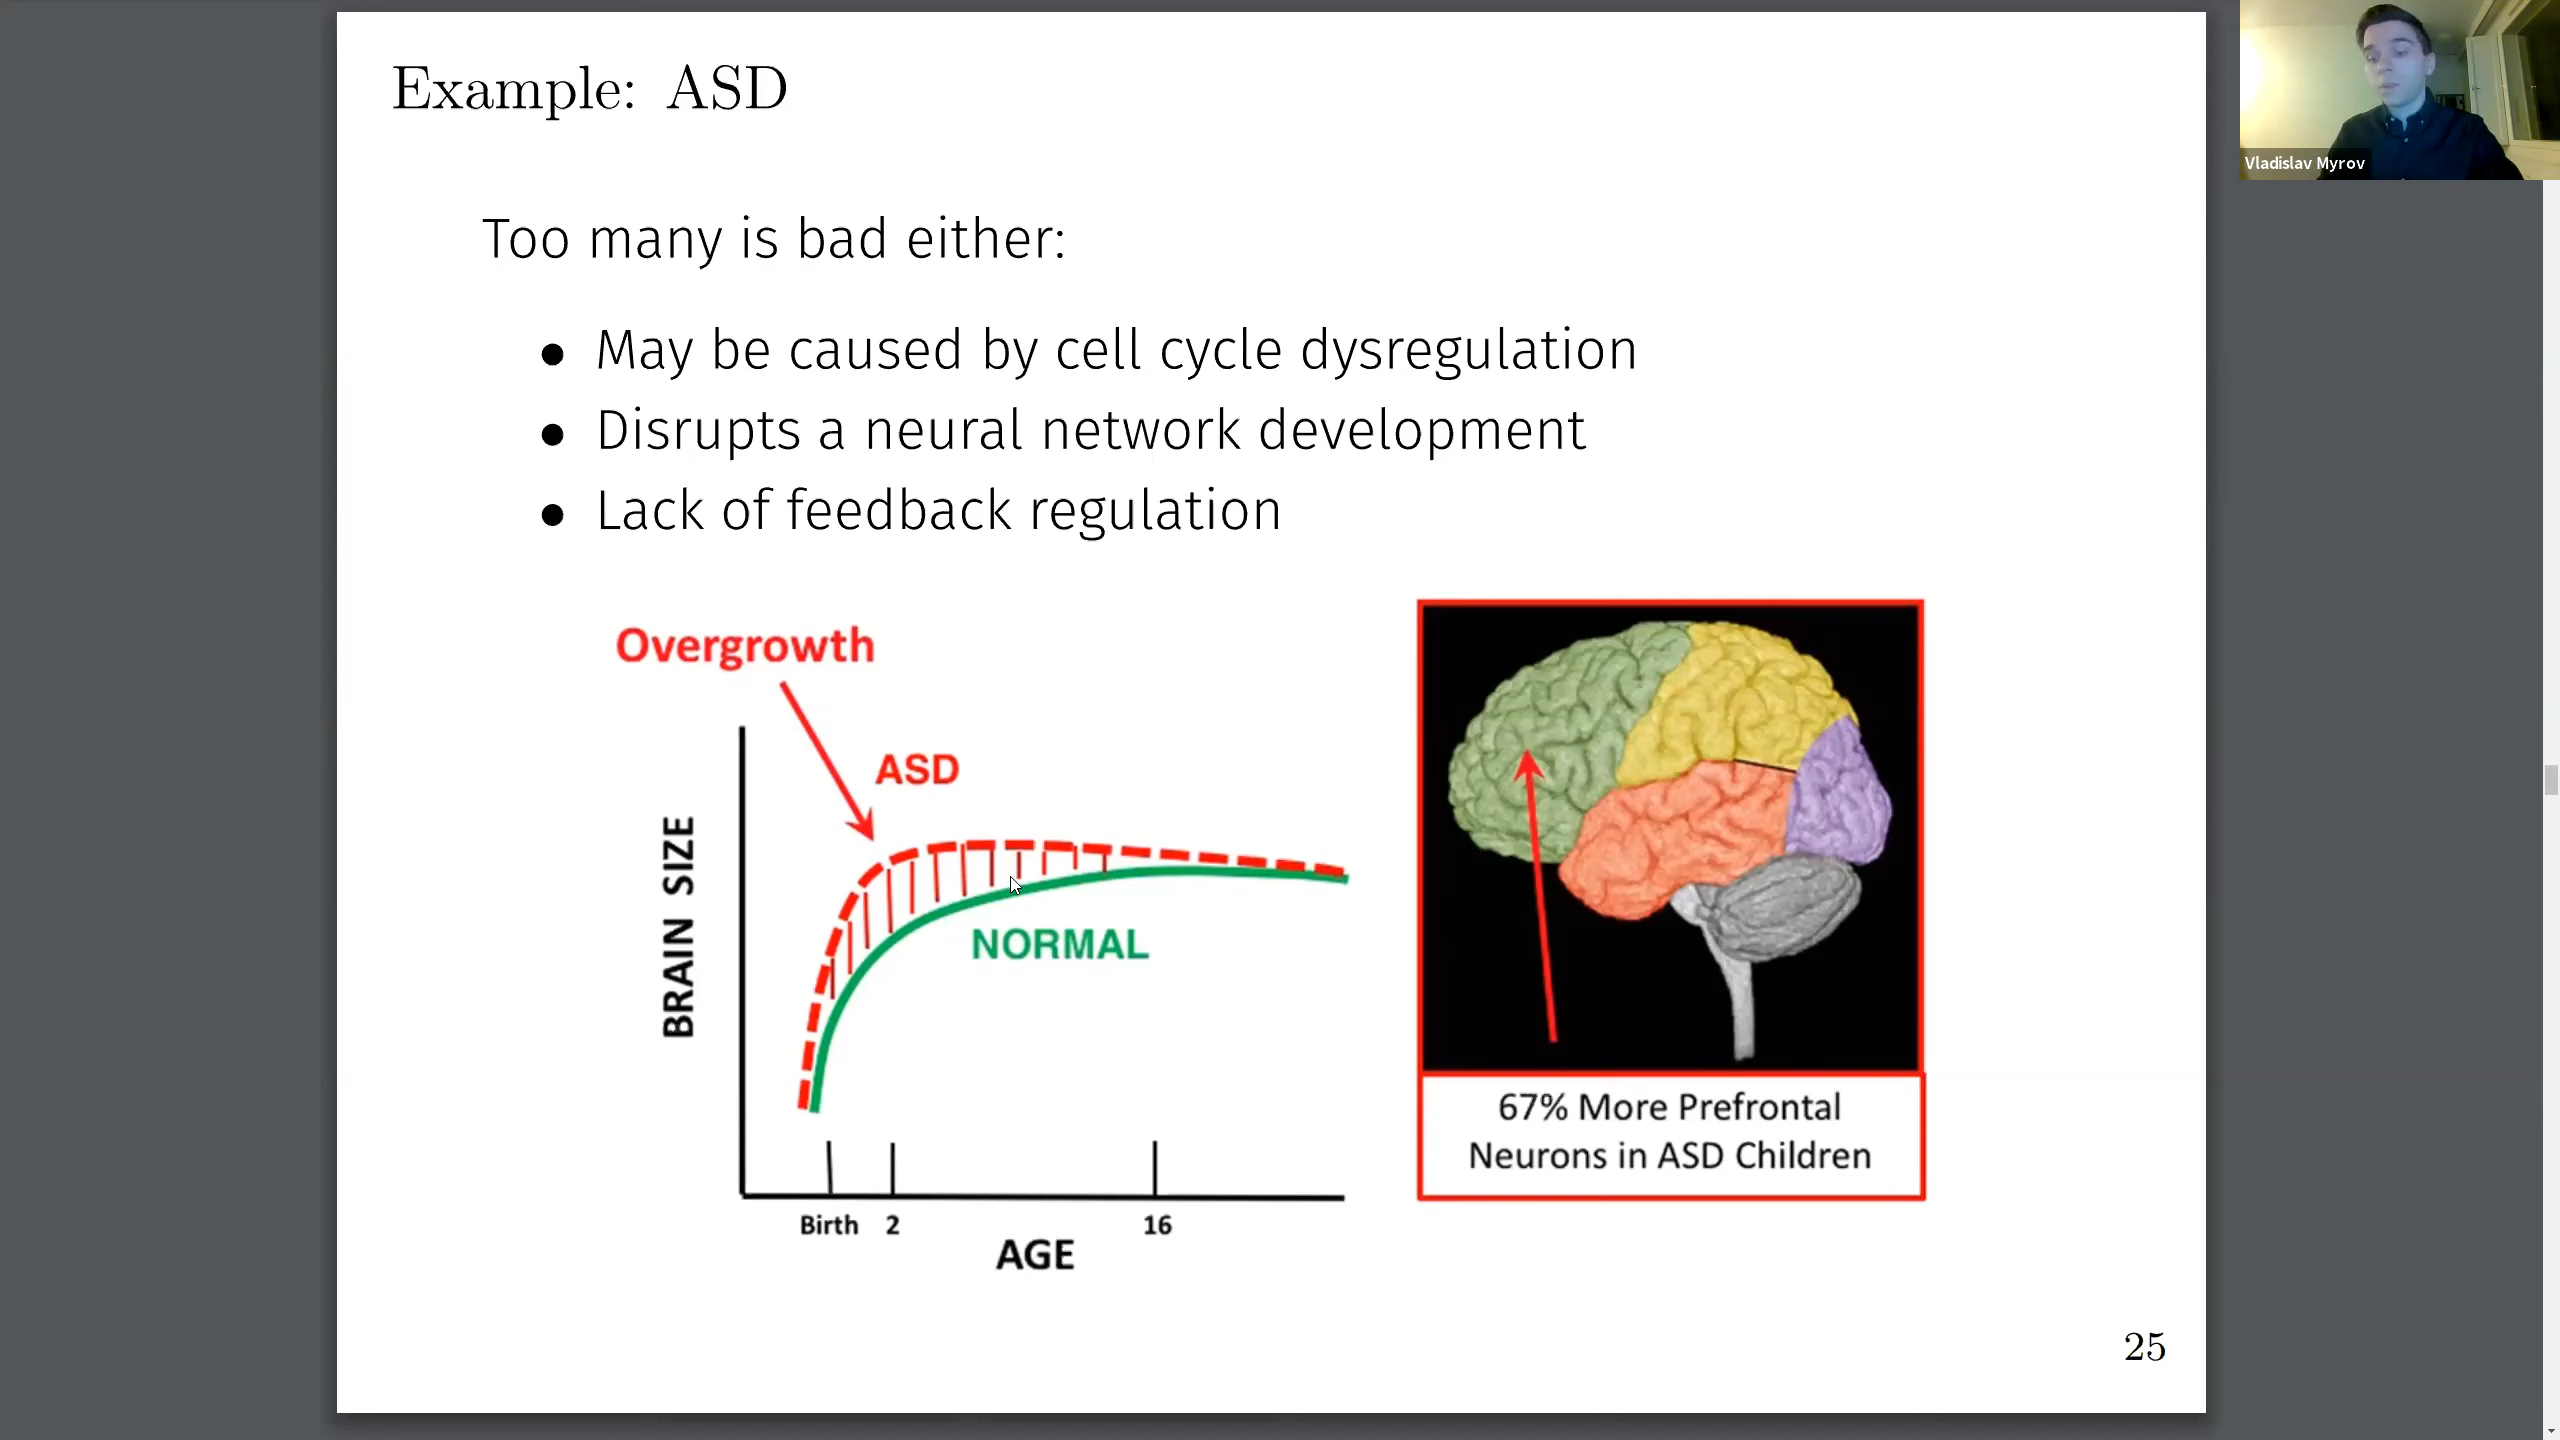 Example: ASD
Vladislav Myrov
Too many is bad either:
• May be caused by cell cycle dysregulation
• Disrupts a neural network development
• Lack of feedback regulation
Overgrowth
ASD
BRAIN SIZE
NORMAL
Birth 2 16
AGE
67% More Prefrontal
Neurons in ASD Children
25